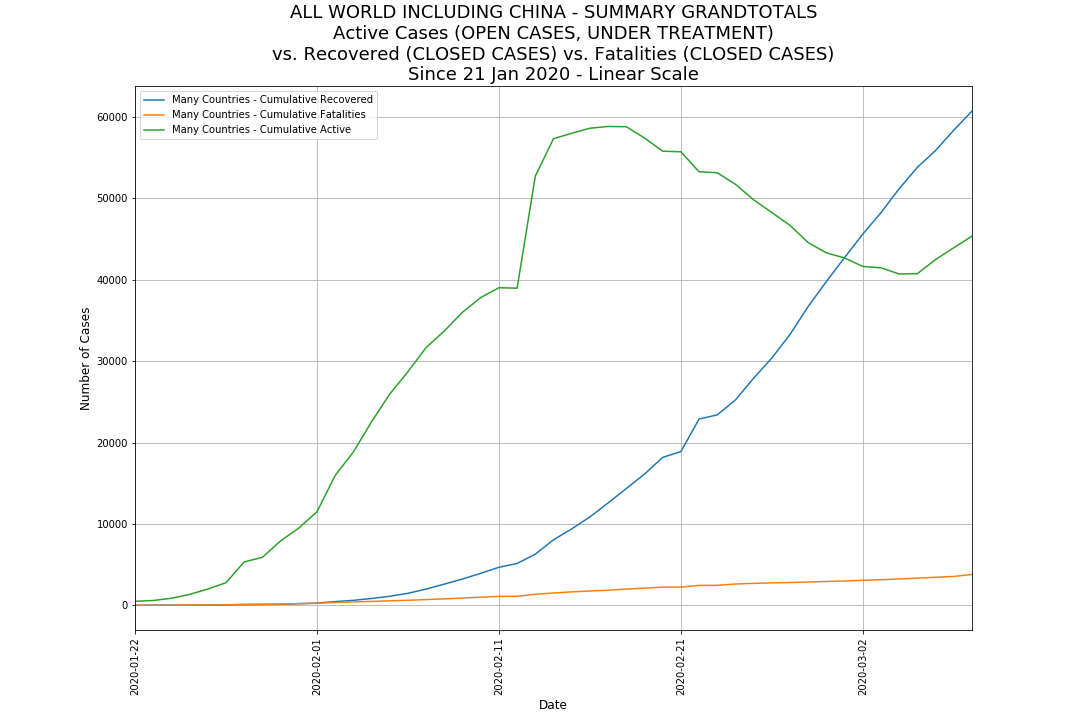 ALL WORLD INCLUDING CHINA - SUMMARY GRANDTOTALS
Active Cases (OPEN CASES, UNDER TREATMENT)
vs. Recovered (CLOSED CASES) vs. Fatalities (CLOSED CASES)
Since 21 Jan 2020 - Linear Scale
Many Countries - Cumulative Recovered
Many Countries - Cumulative Fatalities
Many Countries - Cumulative Active
60000
50000
40000
30000
20000
10000
0
Number of Cases
2020-01-22
2020-02-01
2020-02-11
2020-02-21
2020-03-02
Date